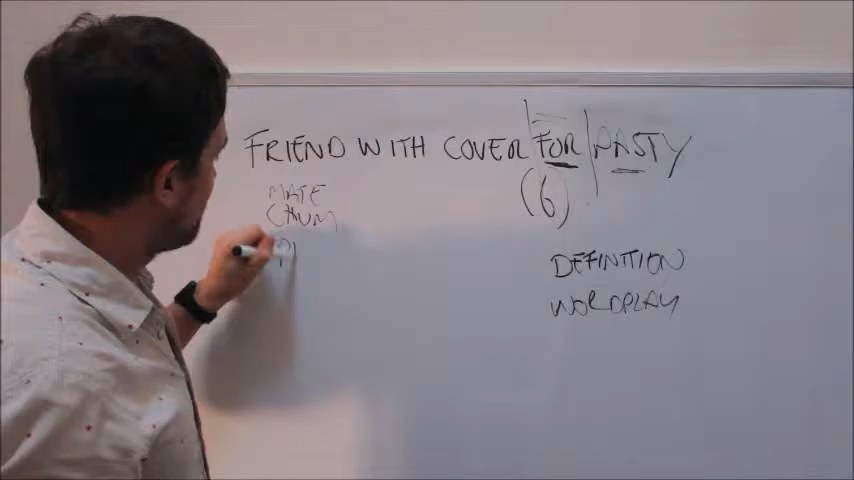 FRIEND WITH COVER FOR PASTY
(6)
MATE
CHUM
DEFINITION
WORDPLAY